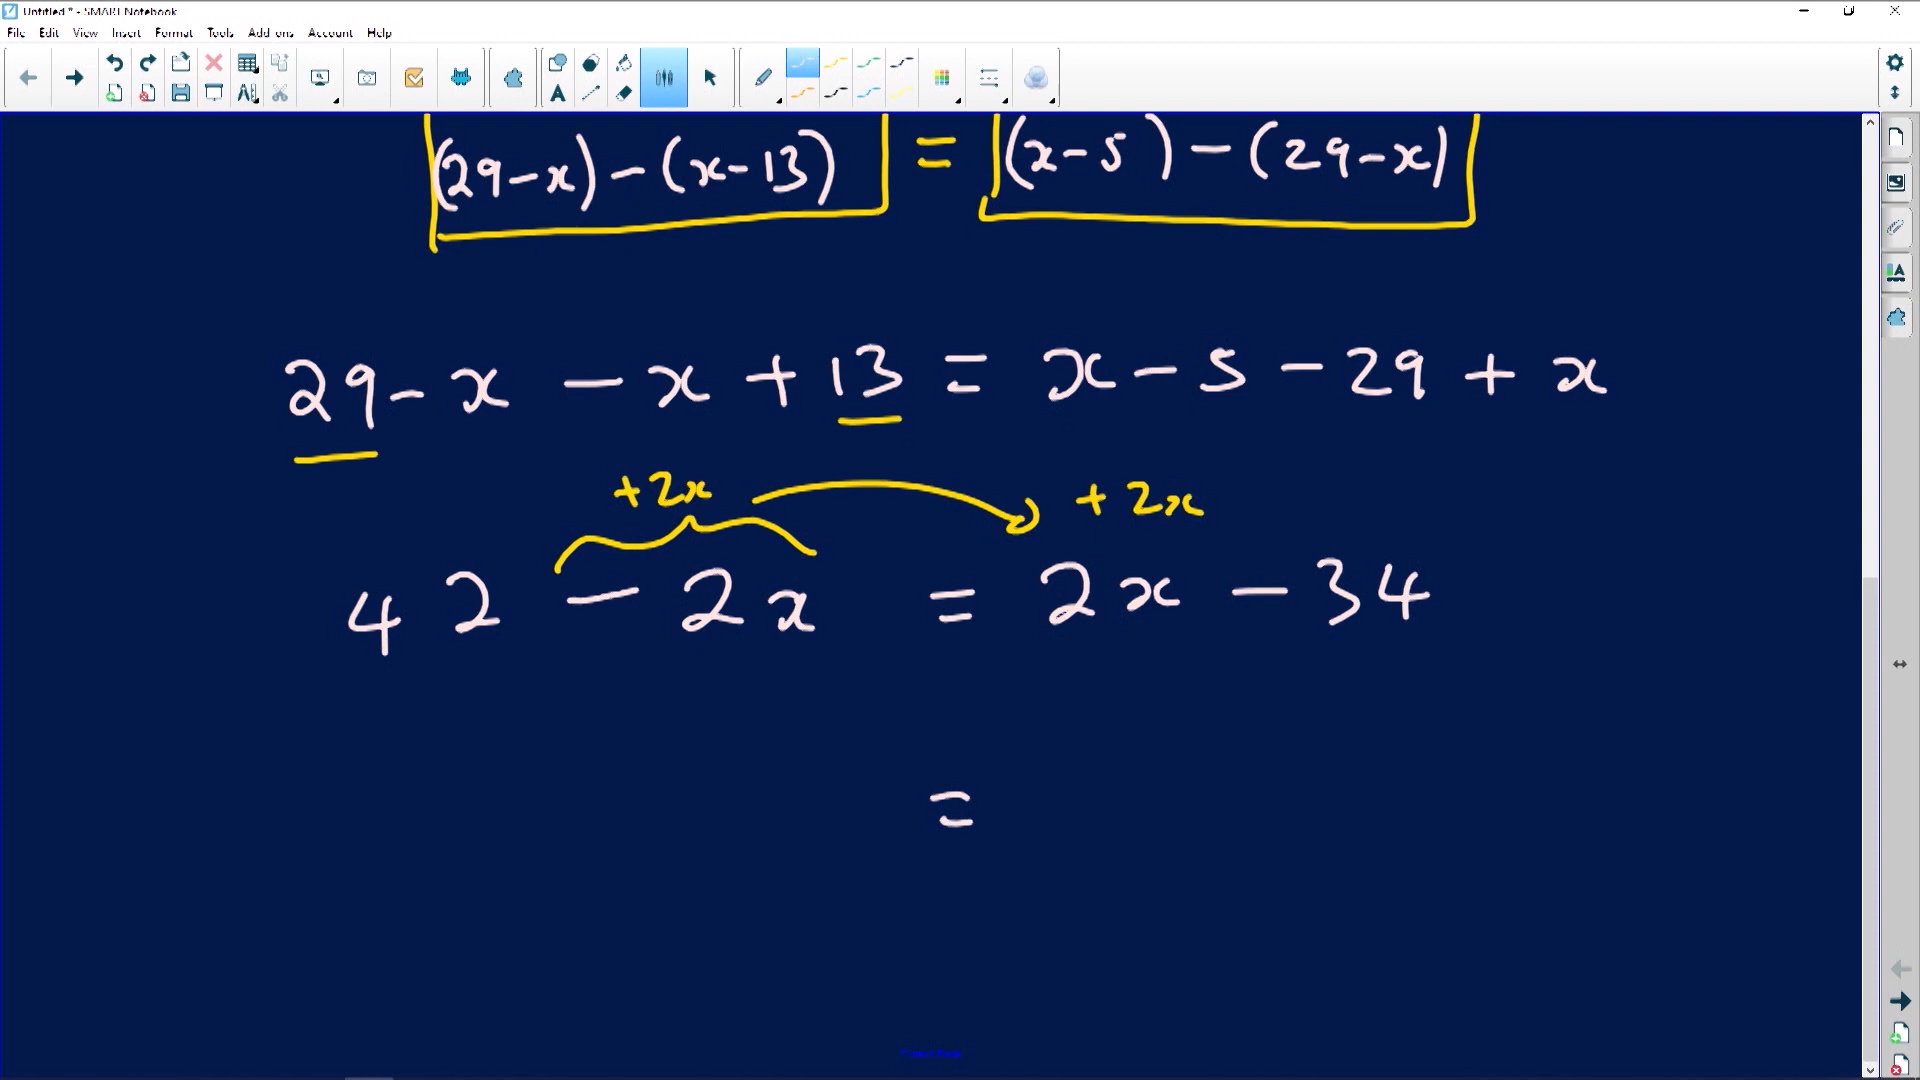 Untitled * - SMART Notebook
File Edit View Insert Format Tools Add-ons Account Help
(29-x)-(x-13) = (x-5)-(29-x)
29-x-x+13=x-5-29+x
+2x +2x
42-2x=2x-34
=